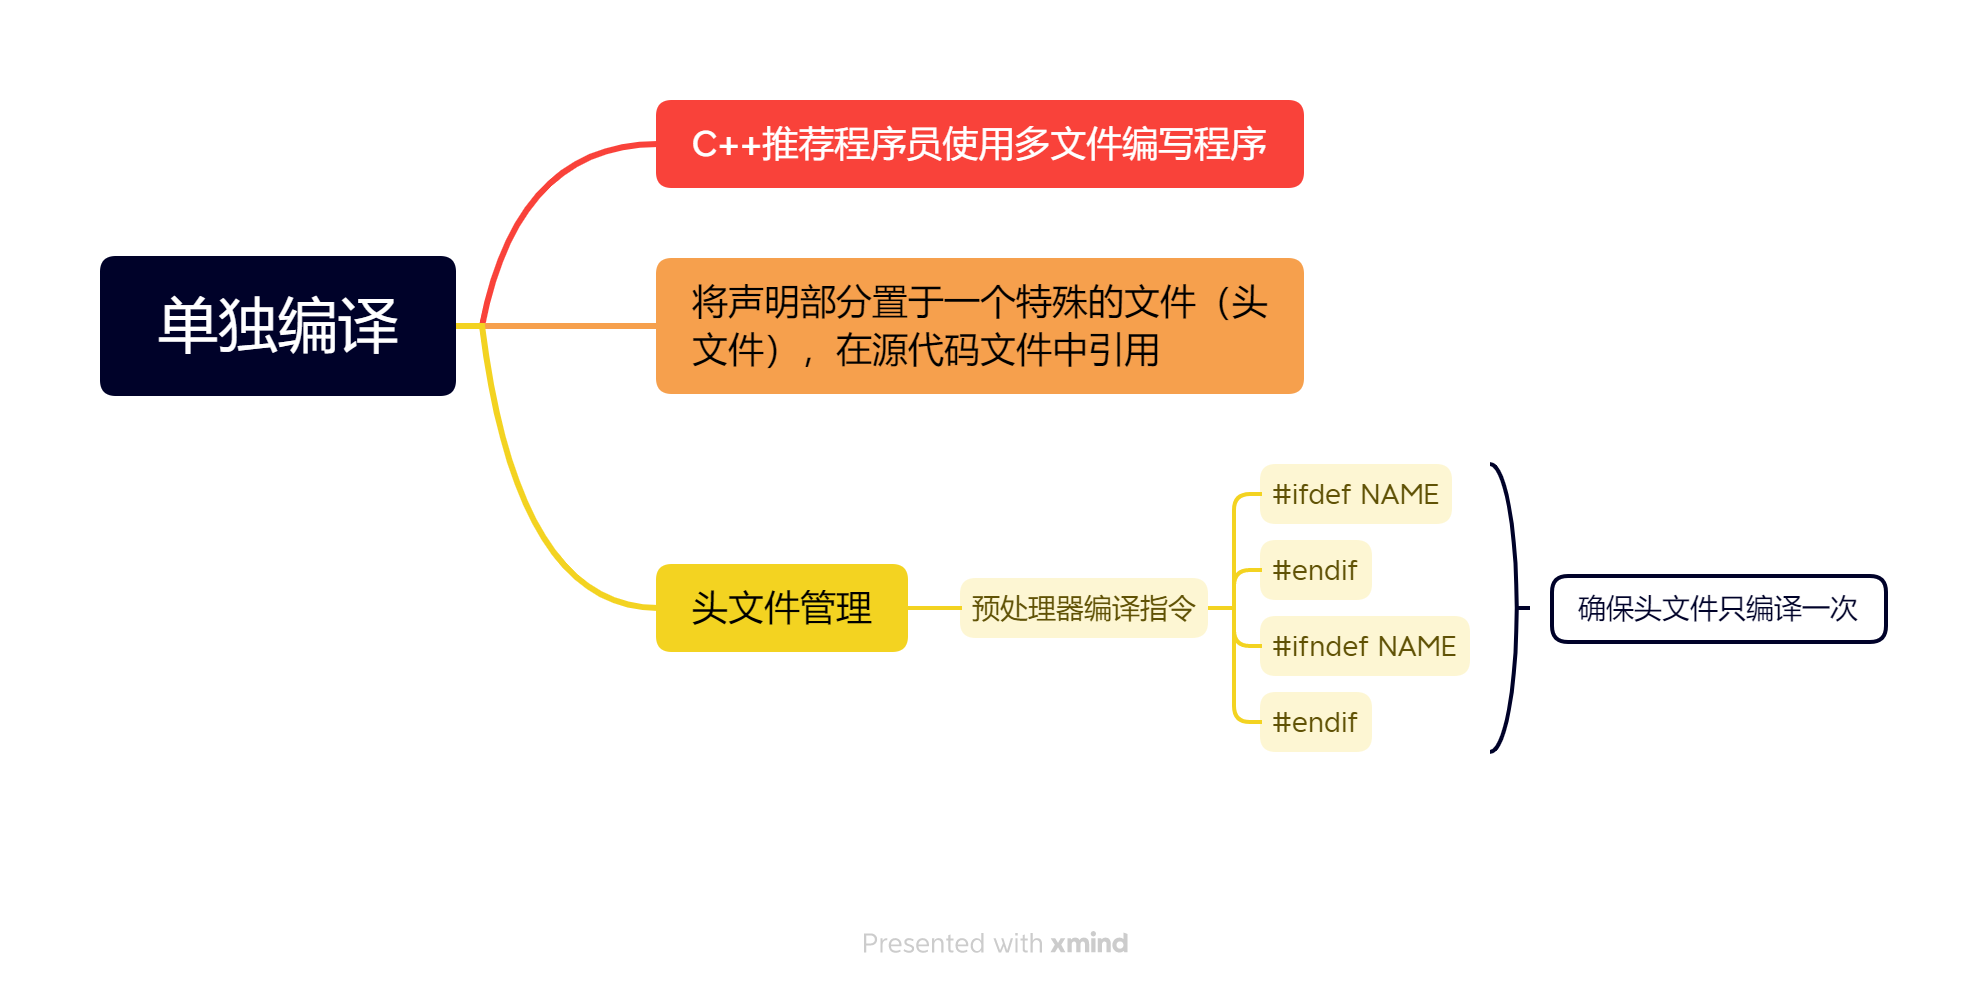 单独编译
C++推荐程序员使用多文件编写程序
将声明部分置于一个特殊的文件（头
文件），在源代码文件中引用
头文件管理
预处理器编译指令
#ifdef NAME
#endif
#ifndef NAME
#endif
确保头文件只编译一次
Presented with xmind